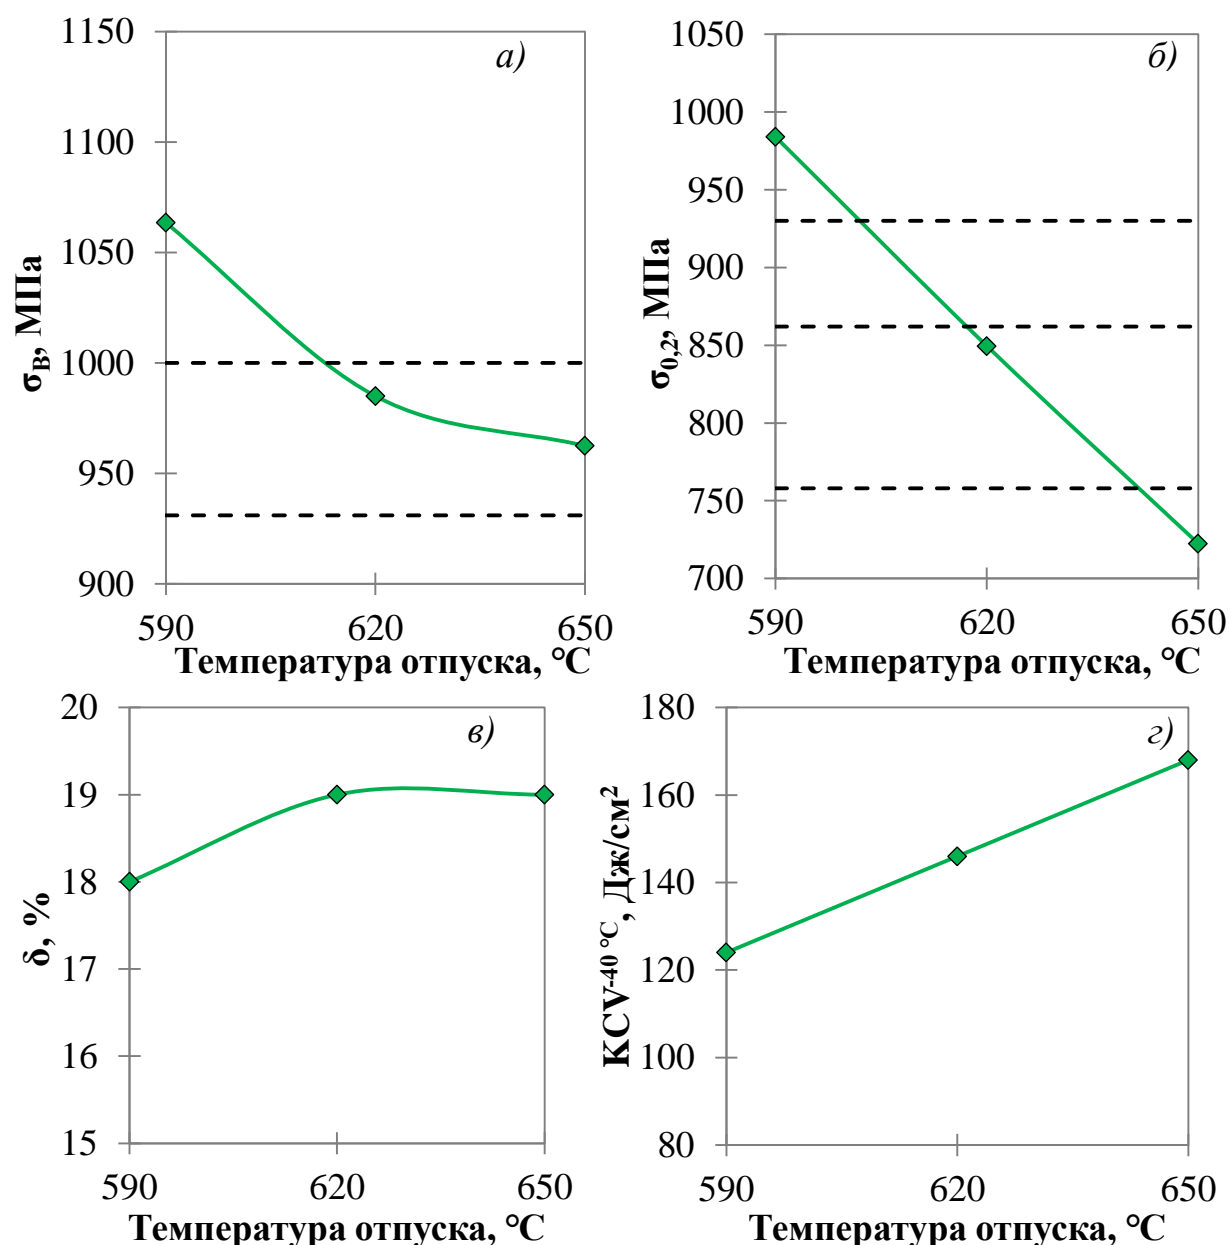 а)
σВ, МПа
1150
1100
1050
1000
950
900
590 620 650
Температура отпуска, °С
б)
σ0,2, МПа
1050
1000
950
900
850
800
750
700
590 620 650
Температура отпуска, °С
в)
δ, %
20
19
18
17
16
15
590 620 650
Температура отпуска, °С
г)
KCV-40 °С, Дж/см²
180
160
140
120
100
80
590 620 650
Температура отпуска, °С